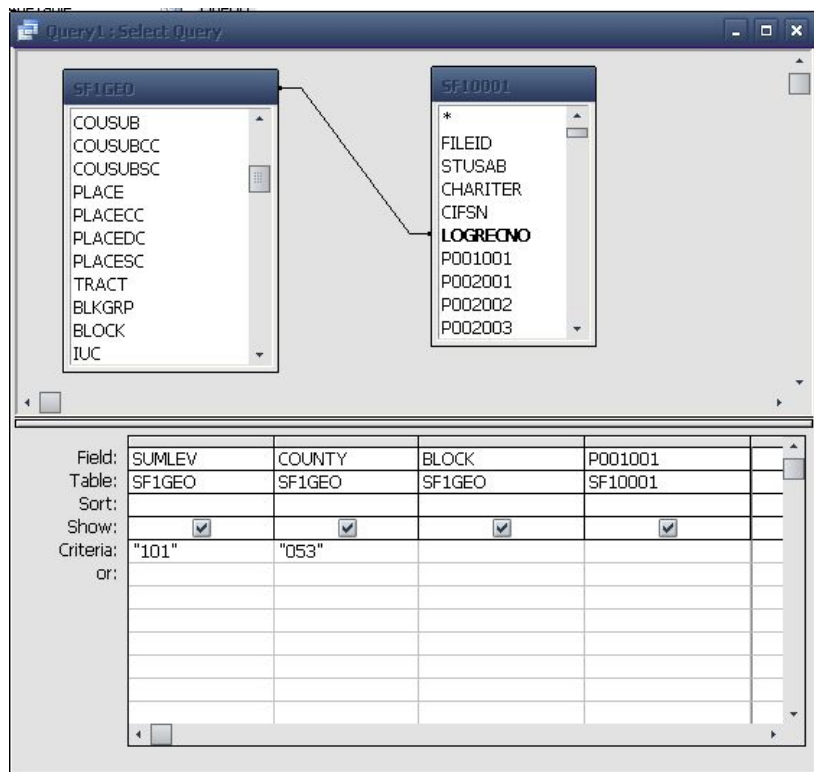 Query1 : Select Query
SF1GEO
COUSUB
COUSUBCC
COUSUBSC
PLACE
PLACECC
PLACEDC
PLACESC
TRACT
BLKGRP
BLOCK
IUC
SF10001
*
FILEID
STUSAB
CHARITER
CIFSN
LOGRECNO
P001001
P002001
P002002
P002003
Field: SUMLEV COUNTY BLOCK P001001
Table: SF1GEO SF1GEO SF1GEO SF10001
Sort:
Show:
Criteria: "101" "053"
or: